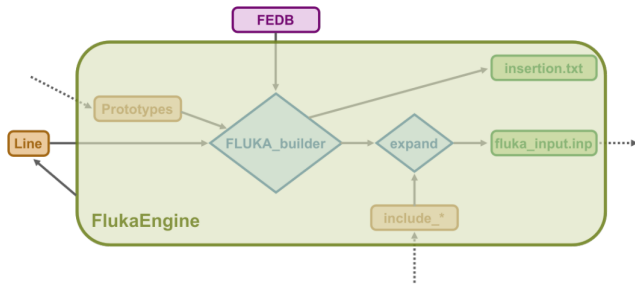 FEDB
insertion.txt
Prototypes
Line
FLUKA_builder
expand
fluka_input.inp
FlukaEngine
include_*